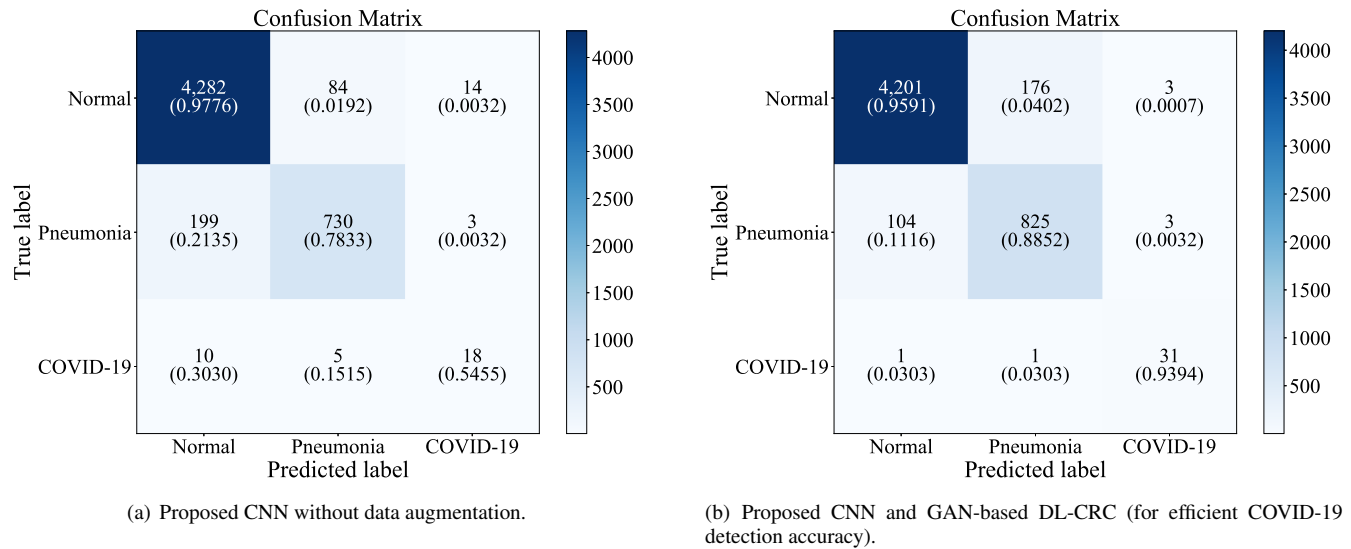 Confusion Matrix
True label
Normal
4,282
(0.9776)
84
(0.0192)
14
(0.0032)
Pneumonia
199
(0.2135)
730
(0.7833)
3
(0.0032)
COVID-19
10
(0.3030)
5
(0.1515)
18
(0.5455)
Normal
Pneumonia
COVID-19
Predicted label
4000
3500
3000
2500
2000
1500
1000
500
(a) Proposed CNN without data augmentation.
Confusion Matrix
True label
Normal
4,201
(0.9591)
176
(0.0402)
3
(0.0007)
Pneumonia
104
(0.1116)
825
(0.8852)
3
(0.0032)
COVID-19
1
(0.0303)
1
(0.0303)
31
(0.9394)
Normal
Pneumonia
COVID-19
Predicted label
4000
3500
3000
2500
2000
1500
1000
500
(b) Proposed CNN and GAN-based DL-CRC (for efficient COVID-19
detection accuracy).